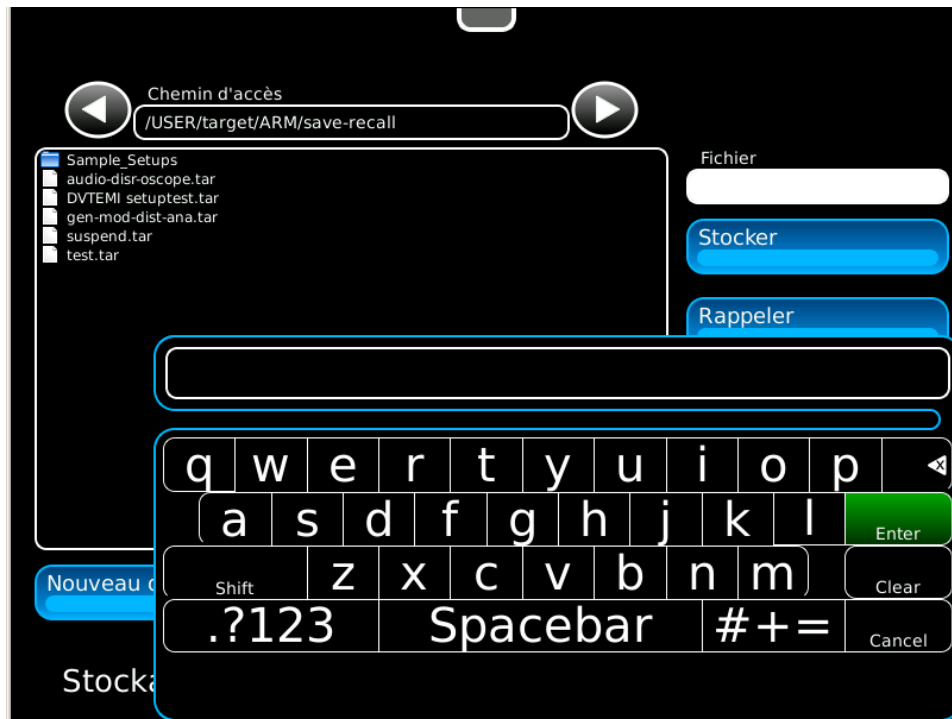 Chemin d'accès
/USER/target/ARM/save-recall
Sample_Setups
audio-disr-oscope.tar
DVTEMI setuptest.tar
gen-mod-dist-ana.tar
suspend.tar
test.tar
Fichier
Stocker
Rappeler
q w e r t y u i o p
a s d f g h j k l Enter
Shift z x c v b n m Clear
.?123 Spacebar #+= Cancel
Nouveau